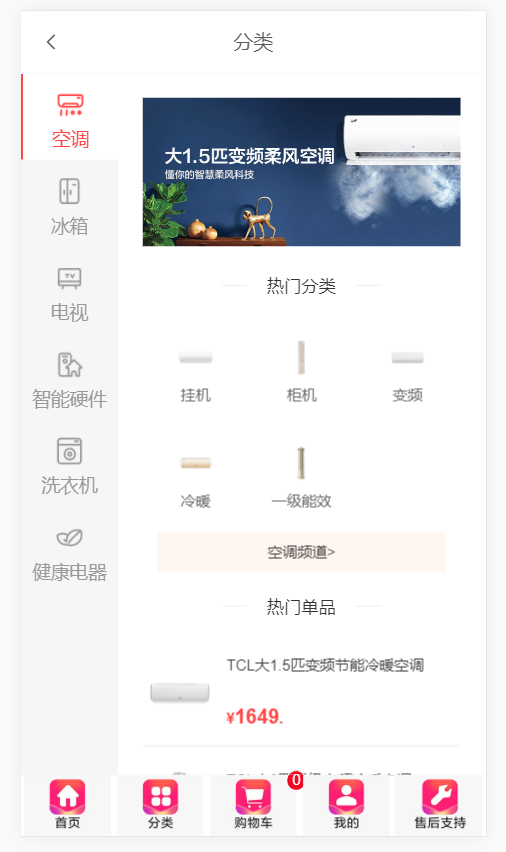 分类
空调
冰箱
电视
智能硬件
洗衣机
健康电器
大1.5匹变频柔风空调
懂你的智慧柔风科技
热门分类
挂机
柜机
变频
冷暖
一级能效
空调频道>
热门单品
TCL大1.5匹变频节能冷暖空调
¥1649.
首页
分类
购物车
0
我的
售后支持